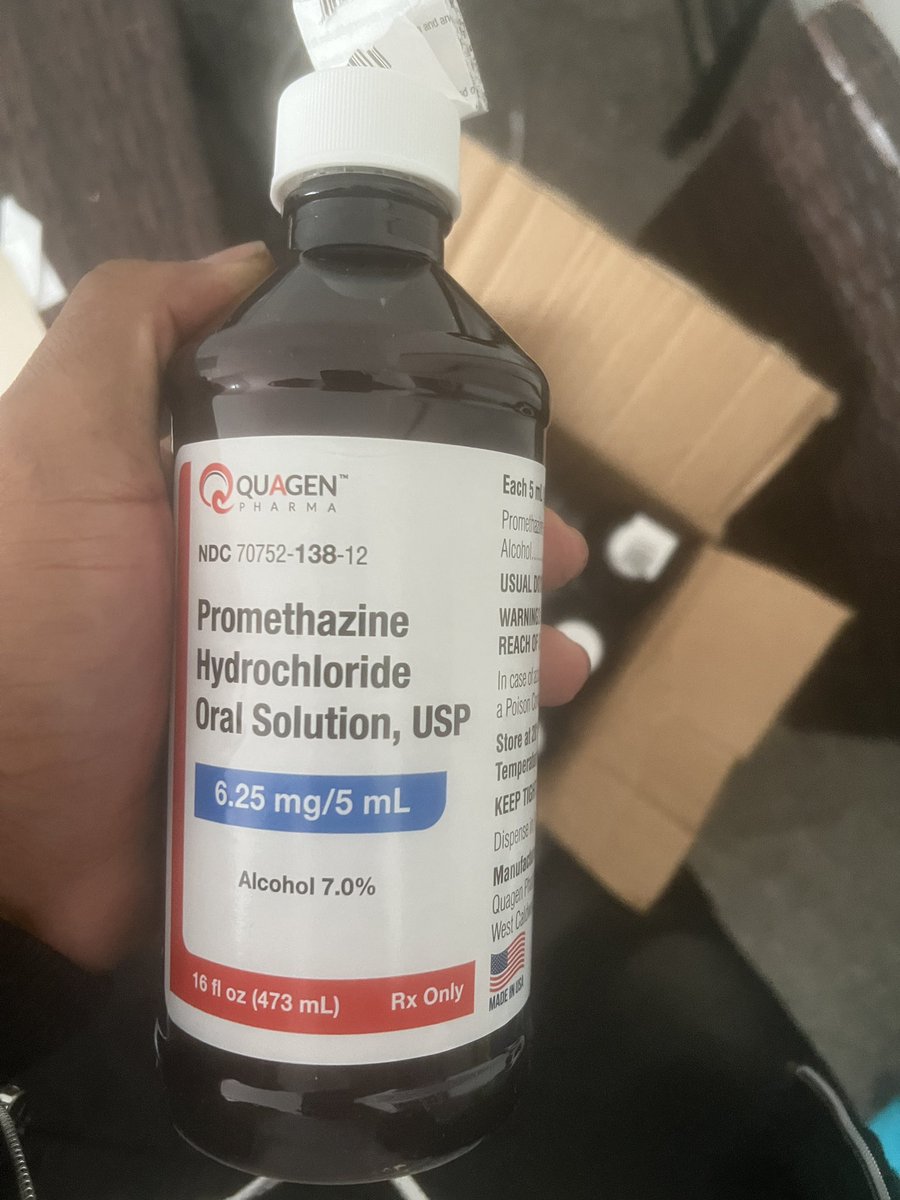 and an
QUAGEN™
PHARMA
NDC 70752-138-12
Promethazine
Hydrochloride
Oral Solution, USP
6.25 mg/5 mL
Alcohol 7.0%
16 fl oz (473 mL)
Rx Only
Each 5 mL
Alcohol
USUAL
WARNING
REACH OF
In case of
a Poison
Store at
KEEP
Dispense
Quagen
West
MADE IN USA